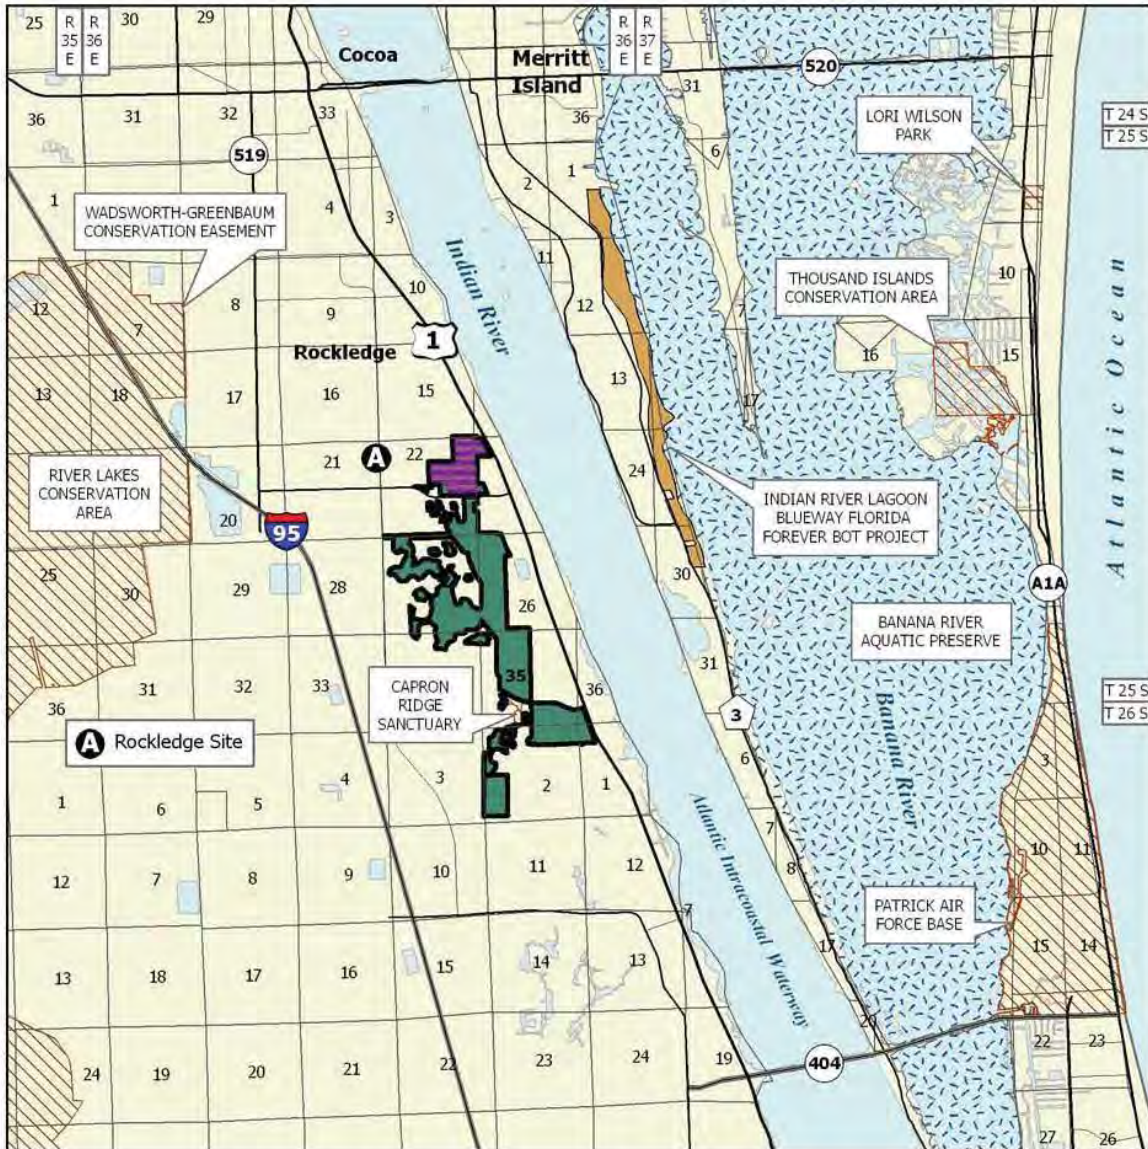 R
35
E
R
36
E
R
36
E
R
37
E
25
30
29
26
Cocoa
Merritt
Island
520
31
LORI WILSON
PARK
T 24 S
T 25 S
36
31
32
33
36
519
6
1
WADSWORTH-GREENBAUM
CONSERVATION EASEMENT
4
3
2
1
Indian River
11
10
THOUSAND ISLANDS
CONSERVATION AREA
12
7
8
9
10
12
7
1
Rockledge
16
15
13
18
17
16
15
13
17
Atlantic Ocean
A
21
22
24
RIVER LAKES
CONSERVATION
AREA
20
95
INDIAN RIVER LAGOON
BLUEWAY FLORIDA
FOREVER BOT PROJECT
25
30
29
28
26
30
A1A
BANANA RIVER
AQUATIC PRESERVE
35
31
36
31
32
33
CAPRON
RIDGE
SANCTUARY
36
3
Banana River
T 25 S
T 26 S
A Rockledge Site
6
3
1
6
5
4
3
2
1
7
Atlantic Intracoastal Waterway
12
7
8
9
10
11
12
8
10
11
PATRICK AIR
FORCE BASE
7
17
13
18
17
16
15
14
13
15
14
20
24
19
20
21
22
23
24
19
404
22
23
27
26